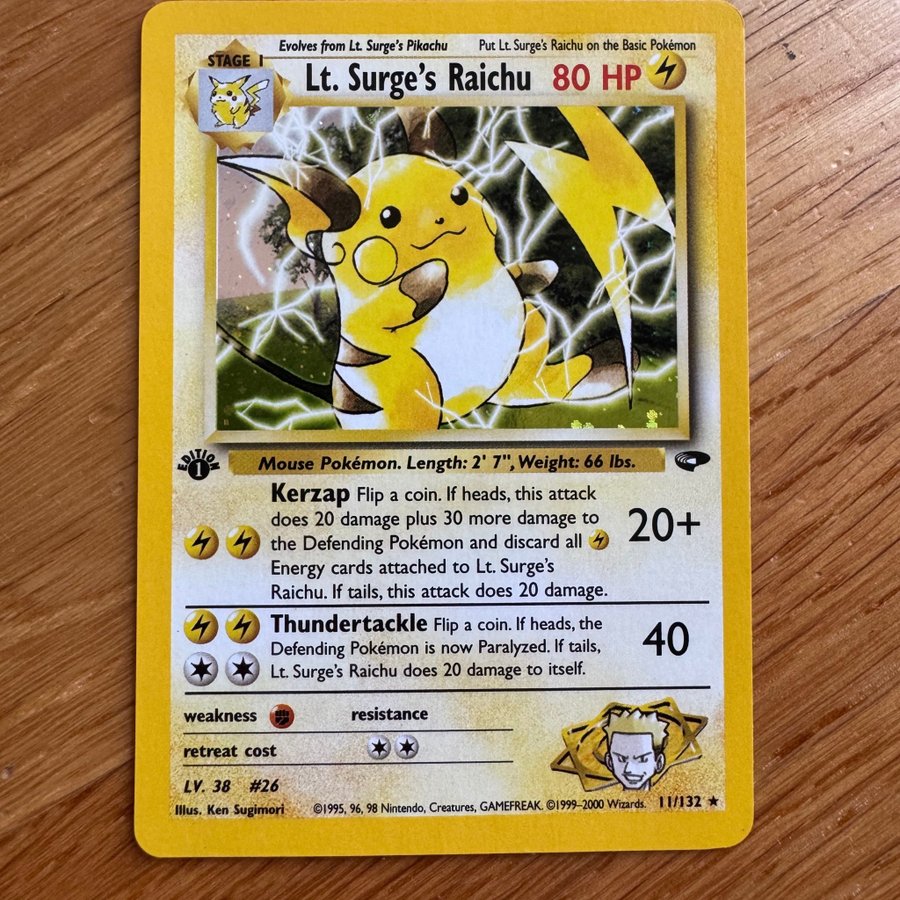 Evolves from Lt. Surge's Pikachu Put Lt. Surge's Raichu on the Basic Pokémon
STAGE 1
Lt. Surge's Raichu 80 HP
EDITION
1
Mouse Pokémon. Length: 2' 7", Weight: 66 lbs.
Kerzap Flip a coin. If heads, this attack
does 20 damage plus 30 more damage to
the Defending Pokémon and discard all
Energy cards attached to Lt. Surge's
Raichu. If tails, this attack does 20 damage.
20+
Thundertackle Flip a coin. If heads, the
Defending Pokémon is now Paralyzed. If tails,
Lt. Surge's Raichu does 20 damage to itself.
40
weakness resistance
retreat cost
LV. 38 #26
Illus. Ken Sugimori ©1995, 96, 98 Nintendo, Creatures, GAMEFREAK. ©1999-2000 Wizards. 11/132 ★